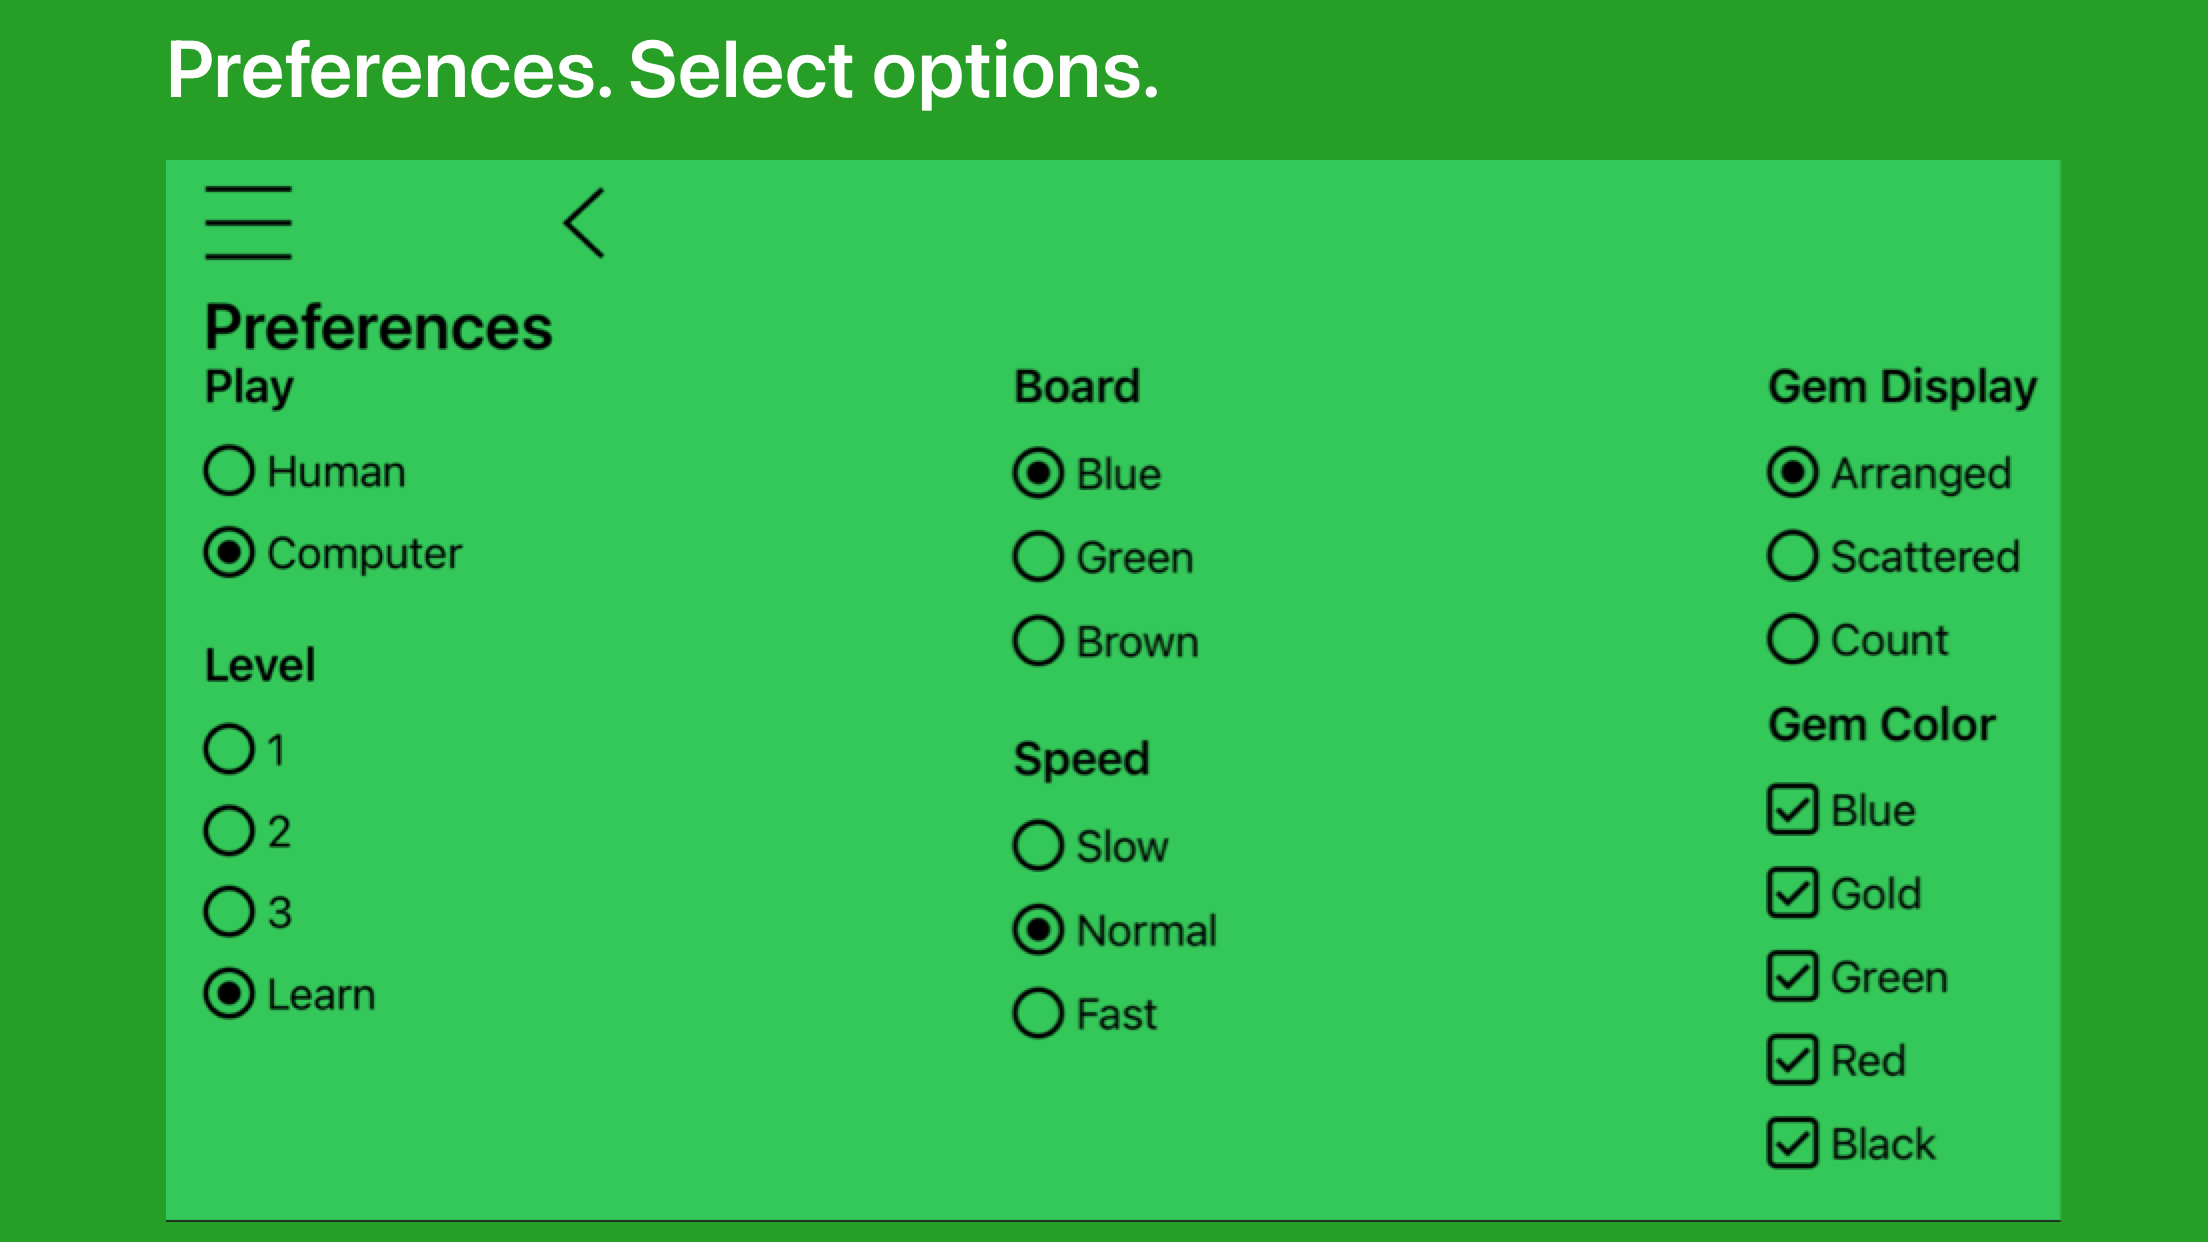 Preferences. Select options.
Preferences
Play
Human
Computer
Level
1
2
3
Learn
Board
Blue
Green
Brown
Speed
Slow
Normal
Fast
Gem Display
Arranged
Scattered
Count
Gem Color
Blue
Gold
Green
Red
Black